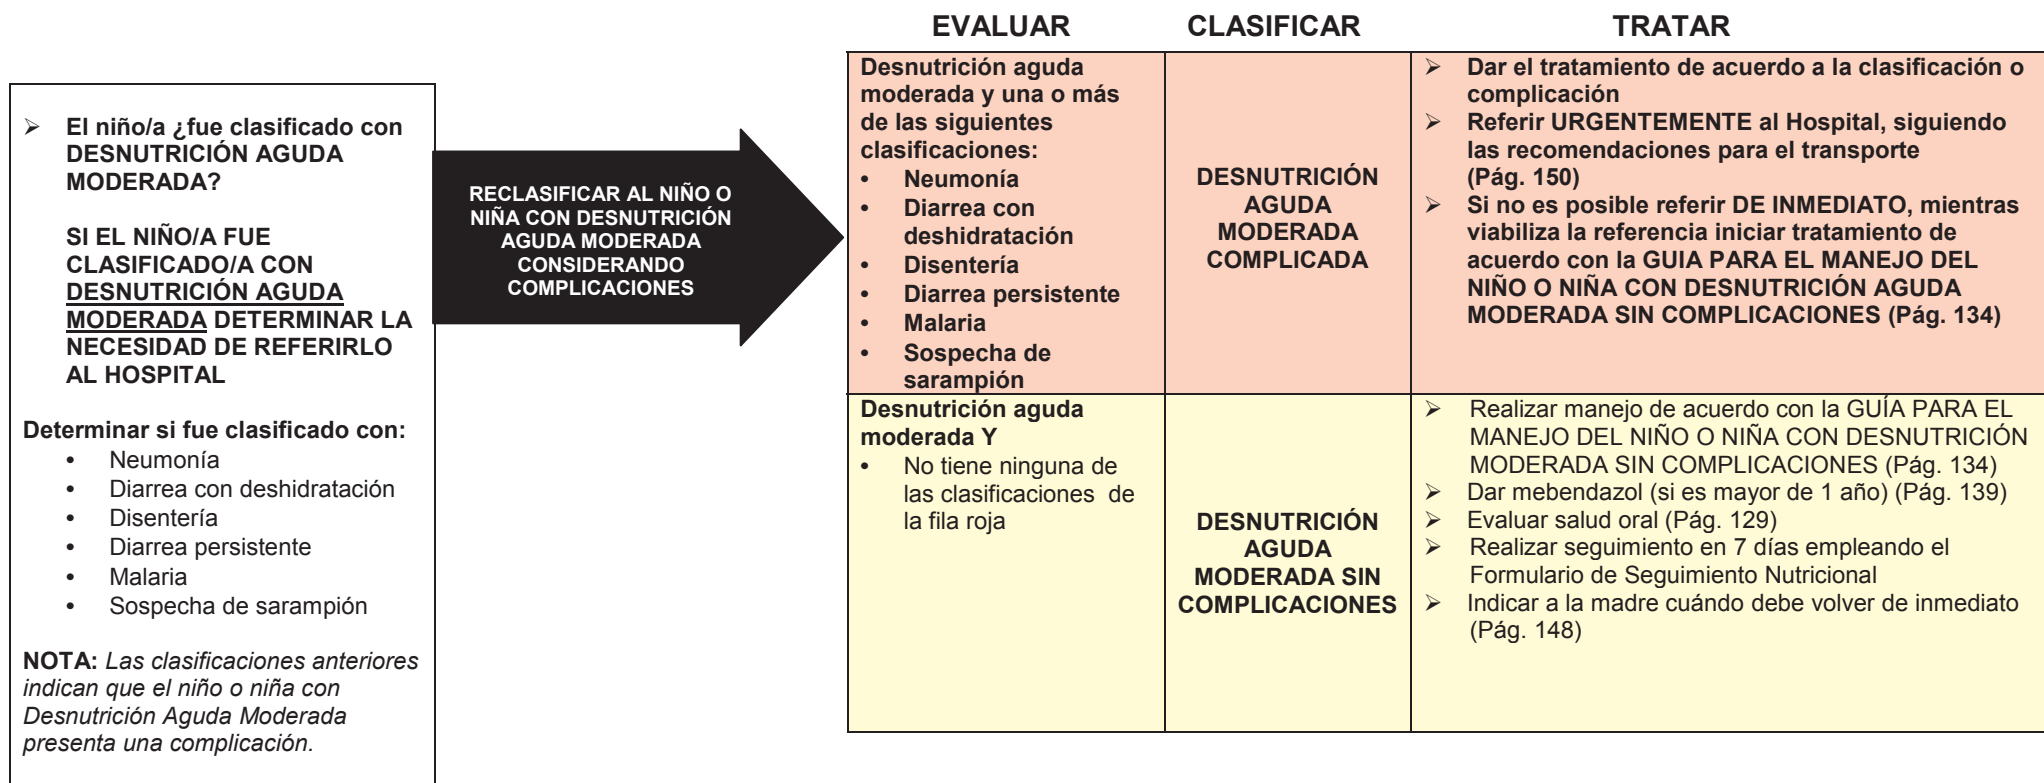 ➢ El niño/a ¿fue clasificado con
DESNUTRICIÓN AGUDA
MODERADA?
SI EL NIÑO/A FUE
CLASIFICADO/A CON
DESNUTRICIÓN AGUDA
MODERADA DETERMINAR LA
NECESIDAD DE REFERIRLO
AL HOSPITAL
Determinar si fue clasificado con:
• Neumonía
• Diarrea con deshidratación
• Disentería
• Diarrea persistente
• Malaria
• Sospecha de sarampión
NOTA: Las clasificaciones anteriores
indican que el niño o niña con
Desnutrición Aguda Moderada
presenta una complicación.
RECLASIFICAR AL NIÑO O
NIÑA CON DESNUTRICIÓN
AGUDA MODERADA
CONSIDERANDO
COMPLICACIONES
EVALUAR
CLASIFICAR
TRATAR
Desnutrición aguda
moderada y una o más
de las siguientes
clasificaciones:
• Neumonía
• Diarrea con
deshidratación
• Disentería
• Diarrea persistente
• Malaria
• Sospecha de
sarampión
DESNUTRICIÓN
AGUDA
MODERADA
COMPLICADA
➢ Dar el tratamiento de acuerdo a la clasificación o
complicación
➢ Referir URGENTEMENTE al Hospital, siguiendo
las recomendaciones para el transporte
(Pág. 150)
➢ Si no es posible referir DE INMEDIATO, mientras
viabiliza la referencia iniciar tratamiento de
acuerdo con la GUIA PARA EL MANEJO DEL
NIÑO O NIÑA CON DESNUTRICIÓN AGUDA
MODERADA SIN COMPLICACIONES (Pág. 134)
Desnutrición aguda
moderada Y
• No tiene ninguna de
las clasificaciones de
la fila roja
DESNUTRICIÓN
AGUDA
MODERADA SIN
COMPLICACIONES
➢ Realizar manejo de acuerdo con la GUÍA PARA EL
MANEJO DEL NIÑO O NIÑA CON DESNUTRICIÓN
MODERADA SIN COMPLICACIONES (Pág. 134)
➢ Dar mebendazol (si es mayor de 1 año) (Pág. 139)
➢ Evaluar salud oral (Pág. 129)
➢ Realizar seguimiento en 7 días empleando el
Formulario de Seguimiento Nutricional
➢ Indicar a la madre cuándo debe volver de inmediato
(Pág. 148)